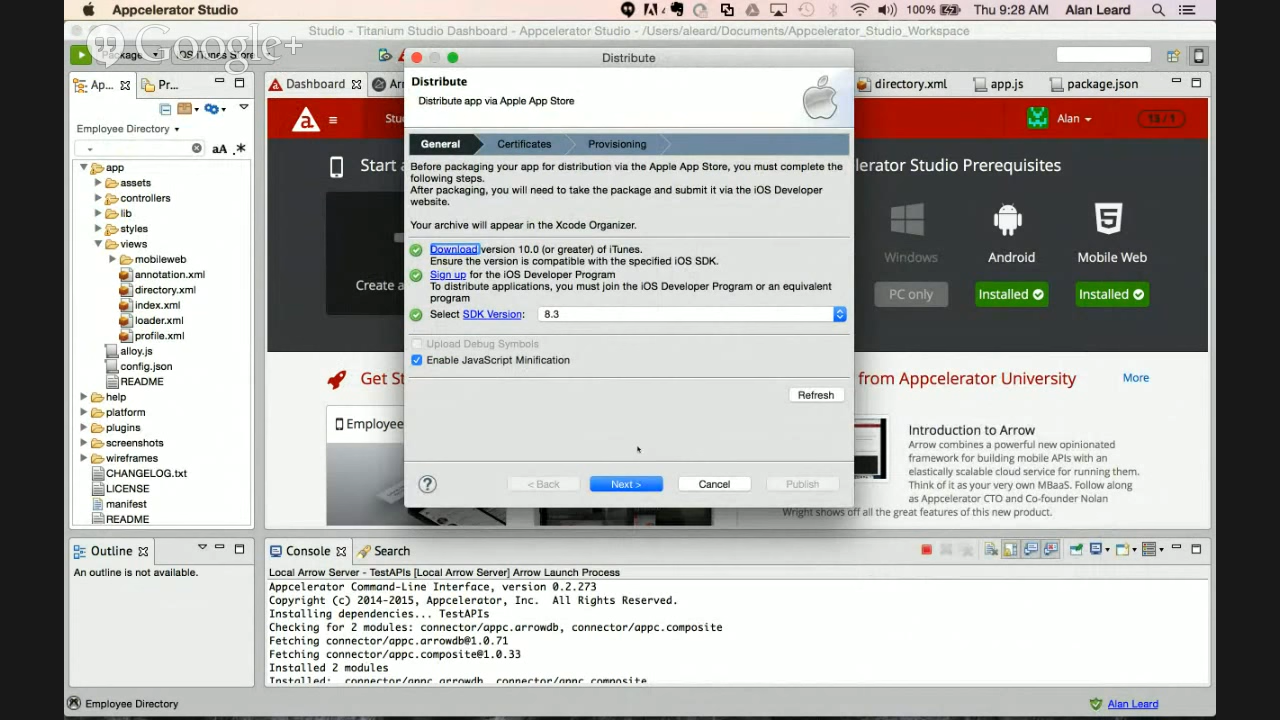 Appcelerator Studio
100%
Thu 9:28 AM Alan Leard
Studio - Titanium Studio Dashboard - Appcelerator Studio - /Users/aleard/Documents/Appcelerator_Studio_Workspace
Google+
Package
iOS iTunes Store
Ap...
Pr...
Dashboard
directory.xml
app.js
package.json
Employee Directory
aA .*
app
assets
controllers
lib
styles
views
mobileweb
annotation.xml
directory.xml
index.xml
loader.xml
profile.xml
alloy.js
config.json
README
help
platform
plugins
screenshots
wireframes
CHANGELOG.txt
LICENSE
manifest
README
Alan
Start a
Create a
Distribute
Distribute
Distribute app via Apple App Store
General
Certificates
Provisioning
Before packaging your app for distribution via the Apple App Store, you must complete the
following steps.
After packaging, you will need to take the package and submit it via the iOS Developer
website.
Your archive will appear in the Xcode Organizer.
Download version 10.0 (or greater) of iTunes.
Ensure the version is compatible with the specified iOS SDK.
Sign up for the iOS Developer Program
To distribute applications, you must join the iOS Developer Program or an equivalent
program
Select SDK Version: 8.3
Upload Debug Symbols
Enable JavaScript Minification
Refresh
< Back
Next >
Cancel
Publish
celerator Studio Prerequisites
Windows
Android
Mobile Web
PC only
Installed
Installed
Get St
from Appcelerator University
More
Employee
Introduction to Arrow
Arrow combines a powerful new opinionated
framework for building mobile APIs with an
elastically scalable cloud service for running them.
Think of it as your very own MBaaS. Follow along
as Appcelerator CTO and Co-founder Nolan
Wright shows off all the great features of this new product.
Outline
An outline is not available.
Console
Search
Local Arrow Server - TestAPIs [Local Arrow Server] Arrow Launch Process
Appcelerator Command-Line Interface, version 0.2.273
Copyright (c) 2014-2015, Appcelerator, Inc. All Rights Reserved.
Installing dependencies... TestAPIs
Checking for 2 modules: connector/appc.arrowdb, connector/appc.composite
Fetching connector/appc.arrowdb@1.0.71
Fetching connector/appc.composite@1.0.33
Installed 2 modules
Installed: connector/appc.arrowdb, connector/appc.composite
Employee Directory
Alan Leard